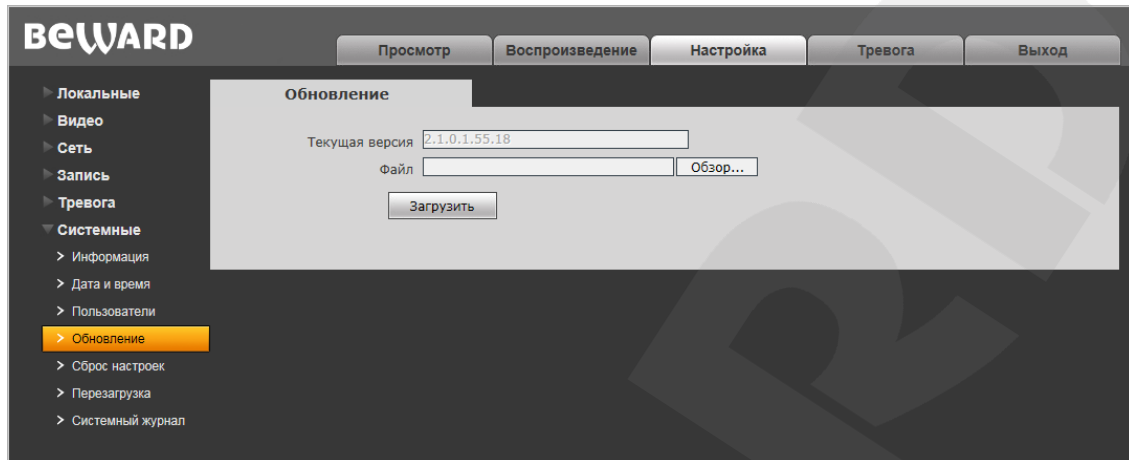 BEWARD
Просмотр Воспроизведение Настройка Тревога Выход
Локальные
Видео
Сеть
Запись
Тревога
Системные
> Информация
> Дата и время
> Пользователи
> Обновление
> Сброс настроек
> Перезагрузка
> Системный журнал
Обновление
Текущая версия 2.1.0.1.55.18
Файл Обзор...
Загрузить